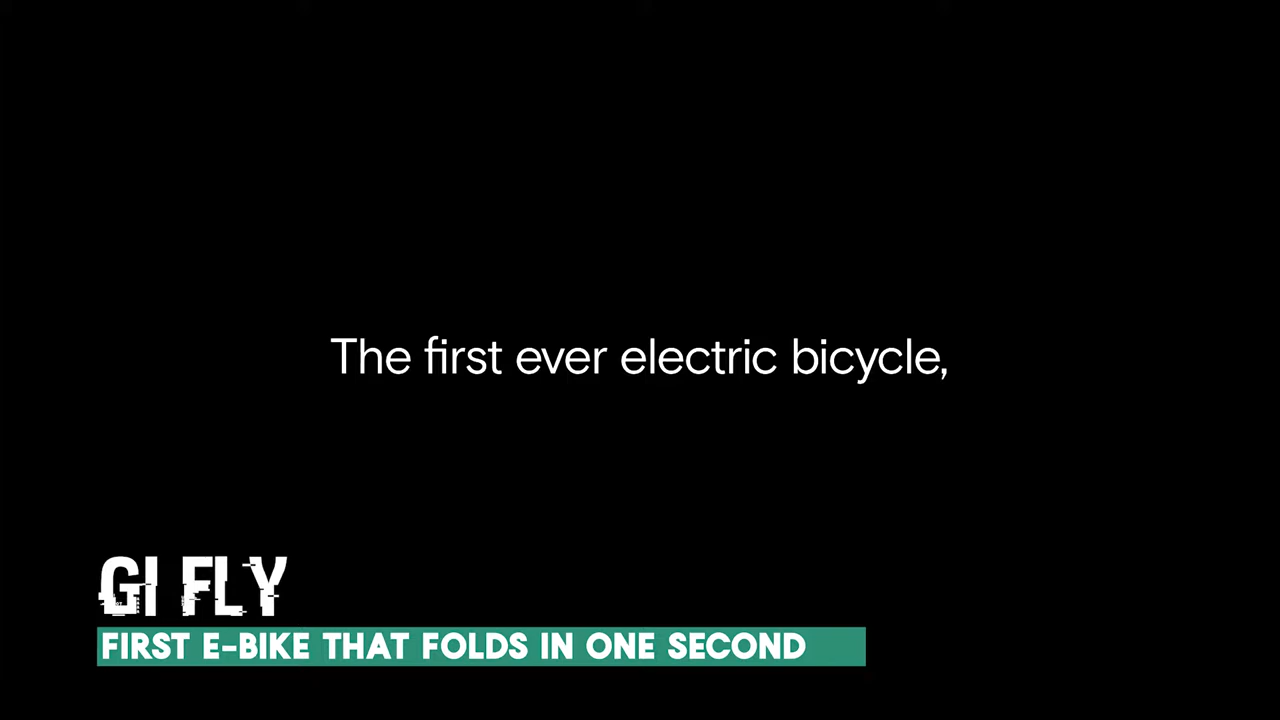 The first ever electric bicycle,
GI FLY
FIRST E-BIKE THAT FOLDS IN ONE SECOND